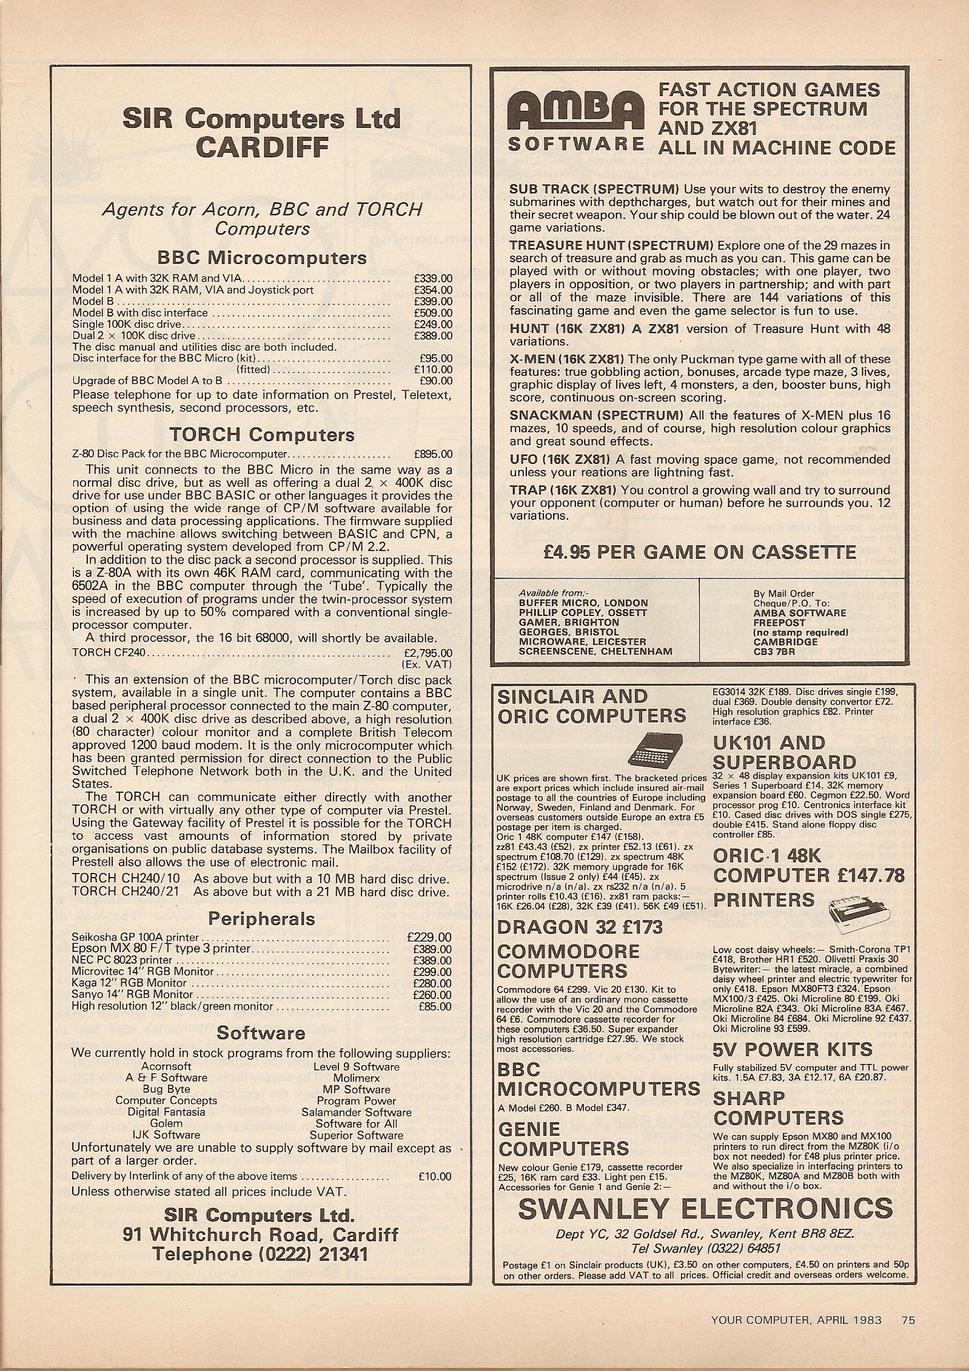 SIR Computers Ltd
CARDIFF
Agents for Acorn, BBC and TORCH
Computers
BBC Microcomputers
Model 1 A with 32K RAM and VIA............................ £339.00
Model 1 A with 32K RAM, VIA and Joystick port £354.00
Model B................................................... £399.00
Model B with disc interface .................................. £509.00
Single 100K disc drive....................................... £249.00
Dual 2 × 100K disc drive.................................... £389.00
The disc manual and utilities disc are both included.
Disc interface for the BBC Micro (kit)......................... £95.00
(fitted)....................... £110.00
Upgrade of BBC Model A to B ............................... £90.00
Please telephone for up to date information on Prestel, Teletext,
speech synthesis, second processors, etc.
TORCH Computers
Z-80 Disc Pack for the BBC Microcomputer.................... £895.00
This unit connects to the BBC Micro in the same way as a
normal disc drive, but as well as offering a dual 2 × 400K disc
drive for use under BBC BASIC or other languages it provides the
option of using the wide range of CP/M software available for
business and data processing applications. The firmware supplied
with the machine allows switching between BASIC and CPN, a
powerful operating system developed from CP/M 2.2.
In addition to the disc pack a second processor is supplied. This
is a Z-80A with its own 46K RAM card, communicating with the
6502A in the BBC computer through the 'Tube'. Typically the
speed of execution of programs under the twin-processor system
is increased by up to 50% compared with a conventional single-
processor computer.
A third processor, the 16 bit 68000, will shortly be available.
TORCH CF240.............................................. £2,795.00
(Ex. VAT)
This an extension of the BBC microcomputer/Torch disc pack
system, available in a single unit. The computer contains a BBC
based peripheral processor connected to the main Z-80 computer,
a dual 2 × 400K disc drive as described above, a high resolution
(80 character) colour monitor and a complete British Telecom
approved 1200 baud modem. It is the only microcomputer which
has been granted permission for direct connection to the Public
Switched Telephone Network both in the U.K. and the United
States.
The TORCH can communicate either directly with another
TORCH or with virtually any other type of computer via Prestel.
Using the Gateway facility of Prestel it is possible for the TORCH
to access vast amounts of information stored by private
organisations on public database systems. The Mailbox facility of
Prestell also allows the use of electronic mail.
TORCH CH240/10 As above but with a 10 MB hard disc drive.
TORCH CH240/21 As above but with a 21 MB hard disc drive.
Peripherals
Seikosha GP 100A printer................................... £229.00
Epson MX 80 F/T type 3 printer............................ £389.00
NEC PC 8023 printer ........................................ £389.00
Microvitec 14" RGB Monitor................................. £299.00
Kaga 12" RGB Monitor...................................... £280.00
Sanyo 14" RGB Monitor..................................... £260.00
High resolution 12" black/green monitor...................... £85.00
Software
We currently hold in stock programs from the following suppliers:
Acornsoft Level 9 Software
A & F Software Molimerx
Bug Byte MP Software
Computer Concepts Program Power
Digital Fantasia Salamander Software
Golem Software for All
IJK Software Superior Software
Unfortunately we are unable to supply software by mail except as
part of a larger order.
Delivery by Interlink of any of the above items ................. £10.00
Unless otherwise stated all prices include VAT.
SIR Computers Ltd.
91 Whitchurch Road, Cardiff
Telephone (0222) 21341
AMBA
SOFTWARE
FAST ACTION GAMES
FOR THE SPECTRUM
AND ZX81
ALL IN MACHINE CODE
SUB TRACK (SPECTRUM) Use your wits to destroy the enemy
submarines with depthcharges, but watch out for their mines and
their secret weapon. Your ship could be blown out of the water. 24
game variations.
TREASURE HUNT (SPECTRUM) Explore one of the 29 mazes in
search of treasure and grab as much as you can. This game can be
played with or without moving obstacles; with one player, two
players in opposition, or two players in partnership; and with part
or all of the maze invisible. There are 144 variations of this
fascinating game and even the game selector is fun to use.
HUNT (16K ZX81) A ZX81 version of Treasure Hunt with 48
variations.
X-MEN (16K ZX81) The only Puckman type game with all of these
features: true gobbling action, bonuses, arcade type maze, 3 lives,
graphic display of lives left, 4 monsters, a den, booster buns, high
score, continuous on-screen scoring.
SNACKMAN (SPECTRUM) All the features of X-MEN plus 16
mazes, 10 speeds, and of course, high resolution colour graphics
and great sound effects.
UFO (16K ZX81) A fast moving space game, not recommended
unless your reations are lightning fast.
TRAP (16K ZX81) You control a growing wall and try to surround
your opponent (computer or human) before he surrounds you. 12
variations.
£4.95 PER GAME ON CASSETTE
Available from:-
BUFFER MICRO, LONDON
PHILLIP COPLEY, OSSETT
GAMER, BRIGHTON
GEORGES, BRISTOL
MICROWARE, LEICESTER
SCREENSCENE, CHELTENHAM
By Mail Order
Cheque/P.O. To:
AMBA SOFTWARE
FREEPOST
(no stamp required)
CAMBRIDGE
CB3 7BR
SINCLAIR AND
ORIC COMPUTERS
UK prices are shown first. The bracketed prices
are export prices which include insured air-mail
postage to all the countries of Europe including
Norway, Sweden, Finland and Denmark. For
overseas customers outside Europe an extra £5
postage per item is charged.
Oric 1 48K computer £147 (£158).
zz81 £43.43 (£52). zx printer £52.13 (£61). zx
spectrum £108.70 (£129). zx spectrum 48K
£152 (£172). 32K memory upgrade for 16K
spectrum (Issue 2 only) £44 (£45). zx
microdrive n/a (n/a). zx rs232 n/a (n/a). 5
printer rolls £10.43 (£16). zx81 ram packs:—
16K £26.04 (£28), 32K £39 (£41). 56K £49 (£51).
DRAGON 32 £173
COMMODORE
COMPUTERS
Commodore 64 £299. Vic 20 £130. Kit to
allow the use of an ordinary mono cassette
recorder with the Vic 20 and the Commodore
64 £6. Commodore cassette recorder for
these computers £36.50. Super expander
high resolution cartridge £27.95. We stock
most accessories.
BBC
MICROCOMPUTERS
A Model £260. B Model £347.
GENIE
COMPUTERS
New colour Genie £179, cassette recorder
£25, 16K ram card £33. Light pen £15.
Accessories for Genie 1 and Genie 2:—
EG3014 32K £189. Disc drives single £199,
dual £369. Double density convertor £72.
High resolution graphics £82. Printer
interface £36.
UK101 AND
SUPERBOARD
32 × 48 display expansion kits UK101 £9,
Series 1 Superboard £14. 32K memory
expansion board £60. Cegmon £22.50. Word
processor prog £10. Centronics interface kit
£10. Cased disc drives with DOS single £275,
double £415. Stand alone floppy disc
controller £85.
ORIC-1 48K
COMPUTER £147.78
PRINTERS
Low cost daisy wheels:— Smith-Corona TP1
£418, Brother HR1 £520. Olivetti Praxis 30
Bytewriter:— the latest miracle, a combined
daisy wheel printer and electric typewriter for
only £418. Epson MX80FT3 £324. Epson
MX100/3 £425. Oki Microline 80 £199. Oki
Microline 82A £343. Oki Microline 83A £467.
Oki Microline 84 £684. Oki Microline 92 £437.
Oki Microline 93 £599.
5V POWER KITS
Fully stabilized 5V computer and TTL power
kits. 1.5A £7.83, 3A £12.17, 6A £20.87.
SHARP
COMPUTERS
We can supply Epson MX80 and MX100
printers to run direct from the MZ80K (i/o
box not needed) for £48 plus printer price.
We also specialize in interfacing printers to
the MZ80K, MZ80A and MZ80B both with
and without the i/o box.
SWANLEY ELECTRONICS
Dept YC, 32 Goldsel Rd., Swanley, Kent BR8 8EZ.
Tel Swanley (0322) 64851
Postage £1 on Sinclair products (UK), £3.50 on other computers, £4.50 on printers and 50p
on other orders. Please add VAT to all prices. Official credit and overseas orders welcome.
YOUR COMPUTER, APRIL 1983 75